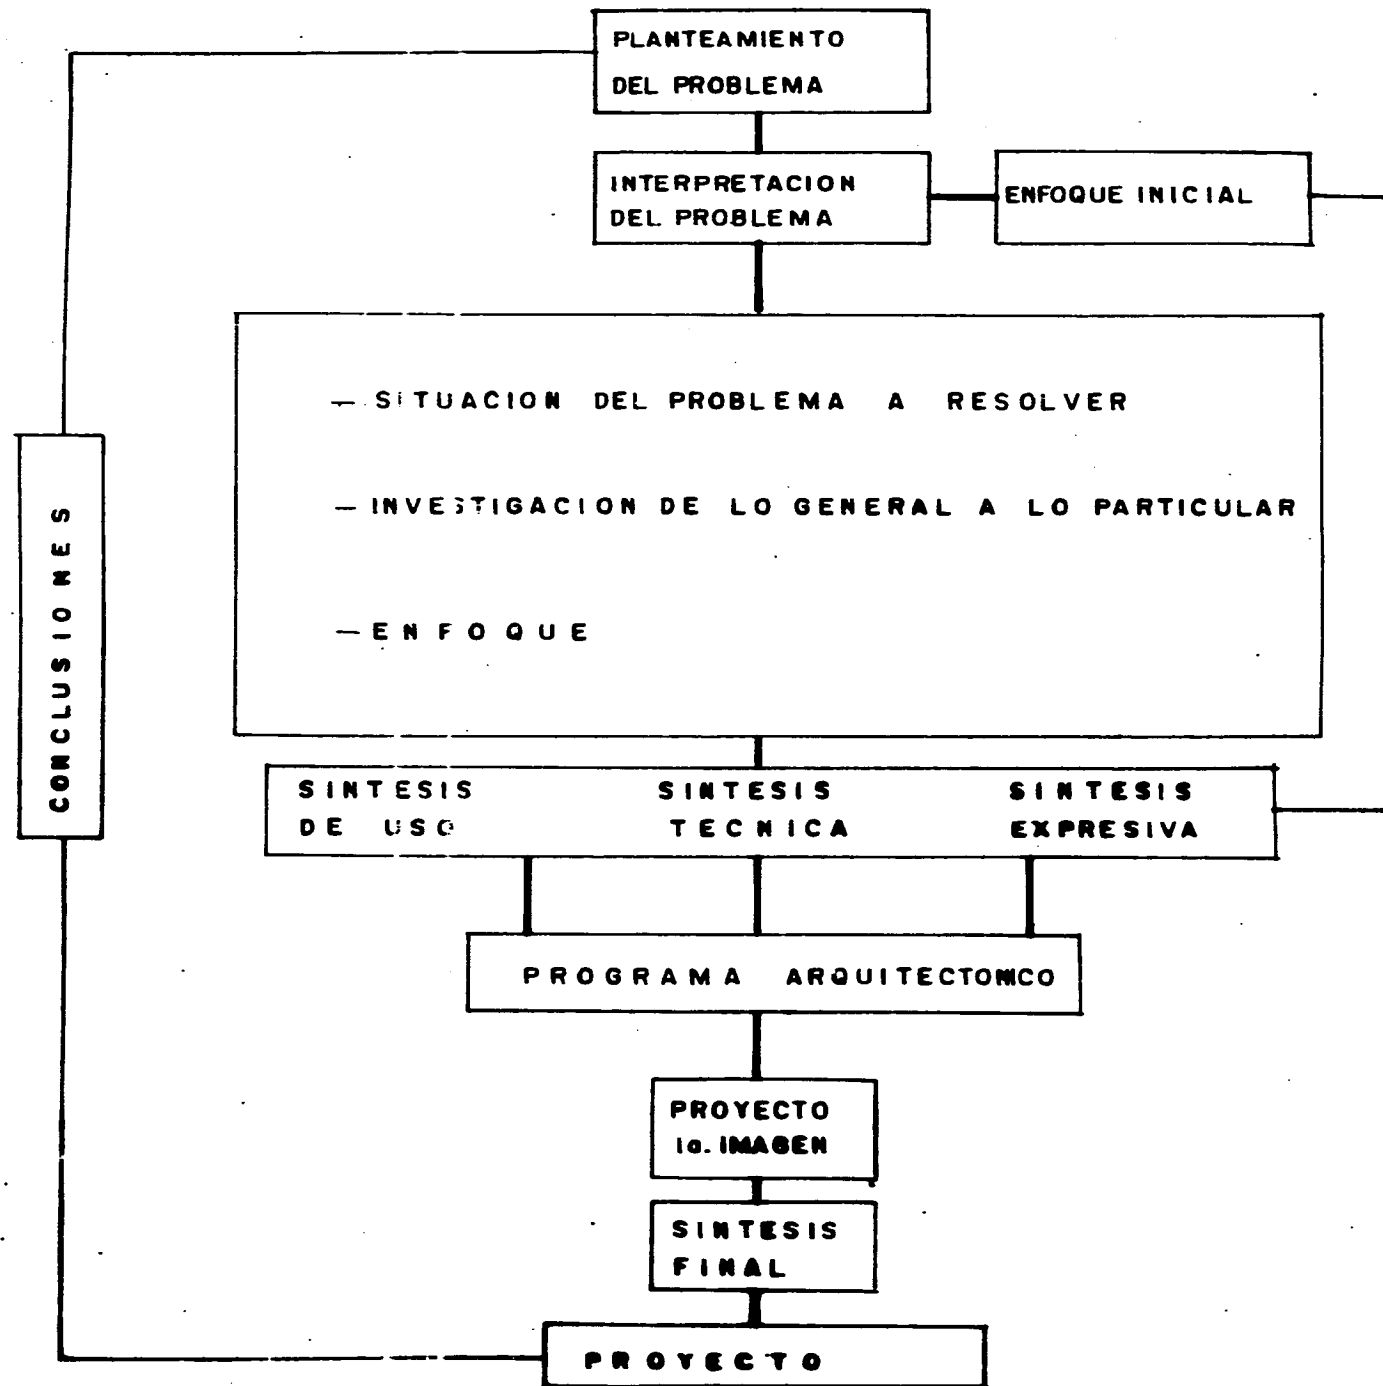 PLANTEAMIENTO
DEL PROBLEMA
INTERPRETACION
DEL PROBLEMA
ENFOQUE INICIAL
— SITUACION DEL PROBLEMA A RESOLVER
— INVESTIGACION DE LO GENERAL A LO PARTICULAR
— ENFOQUE
CONCLUSIONES
SINTESIS
DE USO
SINTESIS
TECNICA
SINTESIS
EXPRESIVA
PROGRAMA ARQUITECTONICO
PROYECTO
1a. IMAGEN
SINTESIS
FINAL
PROYECTO